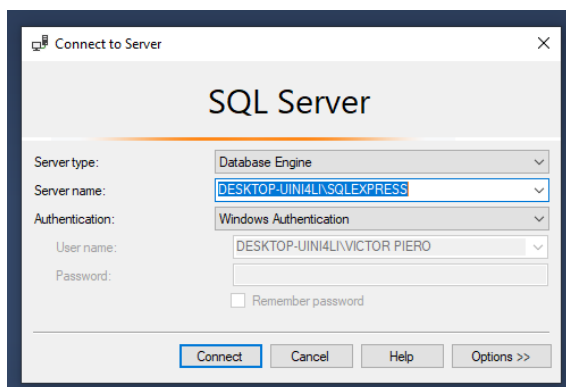 Connect to Server
SQL Server
Server type: Database Engine
Server name: DESKTOP-UINI4LI\SQLEXPRESS
Authentication: Windows Authentication
User name: DESKTOP-UINI4LI\VICTOR PIERO
Password:
Remember password
Connect Cancel Help Options >>